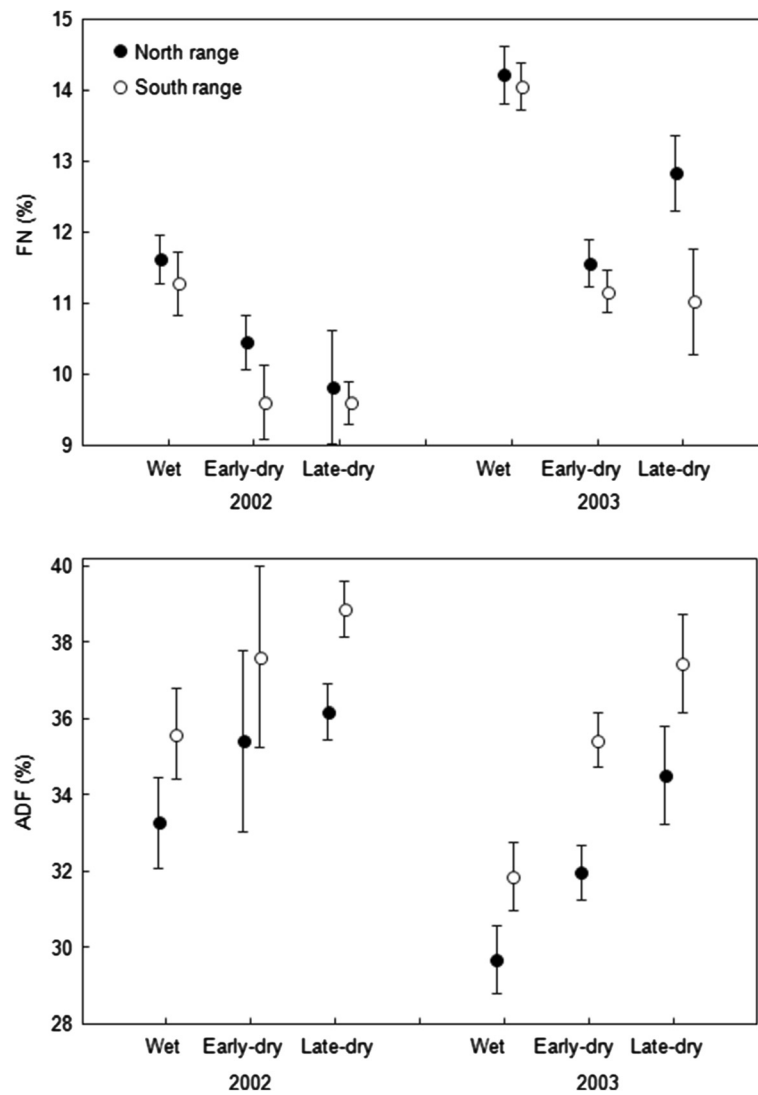 15
North range
South range
14
13
FN (%)
12
11
10
9
Wet Early-dry Late-dry Wet Early-dry Late-dry
2002 2003
40
38
36
ADF (%)
34
32
30
28
Wet Early-dry Late-dry Wet Early-dry Late-dry
2002 2003